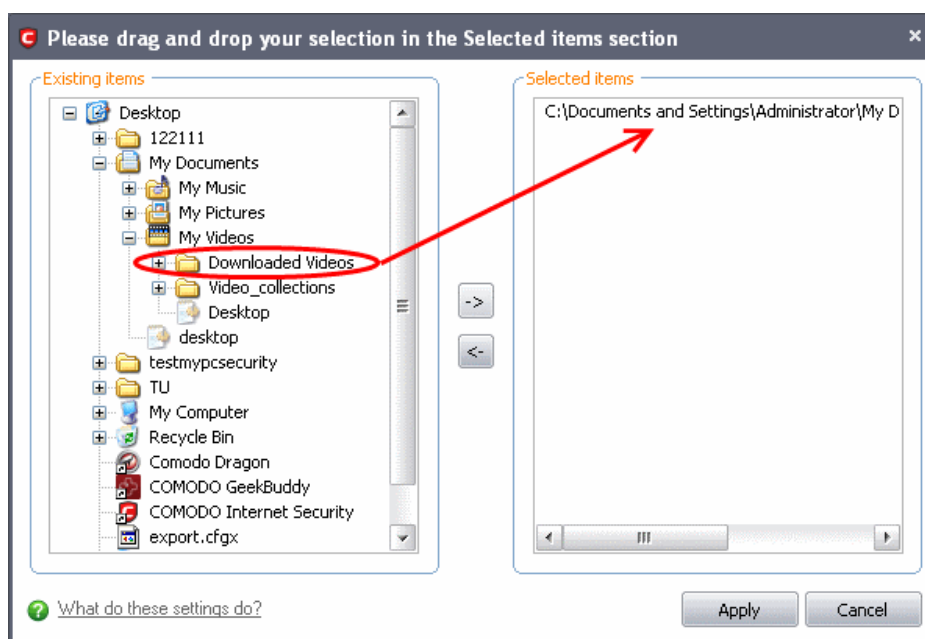 Please drag and drop your selection in the Selected items section
Existing items
Desktop
122111
My Documents
My Music
My Pictures
My Videos
Downloaded Videos
Video_collections
Desktop
desktop
testmypcsecurity
TU
My Computer
Recycle Bin
Comodo Dragon
COMODO GeekBuddy
COMODO Internet Security
export.cfgx
->
<-
Selected items
C:\Documents and Settings\Administrator\My D
What do these settings do?
Apply
Cancel